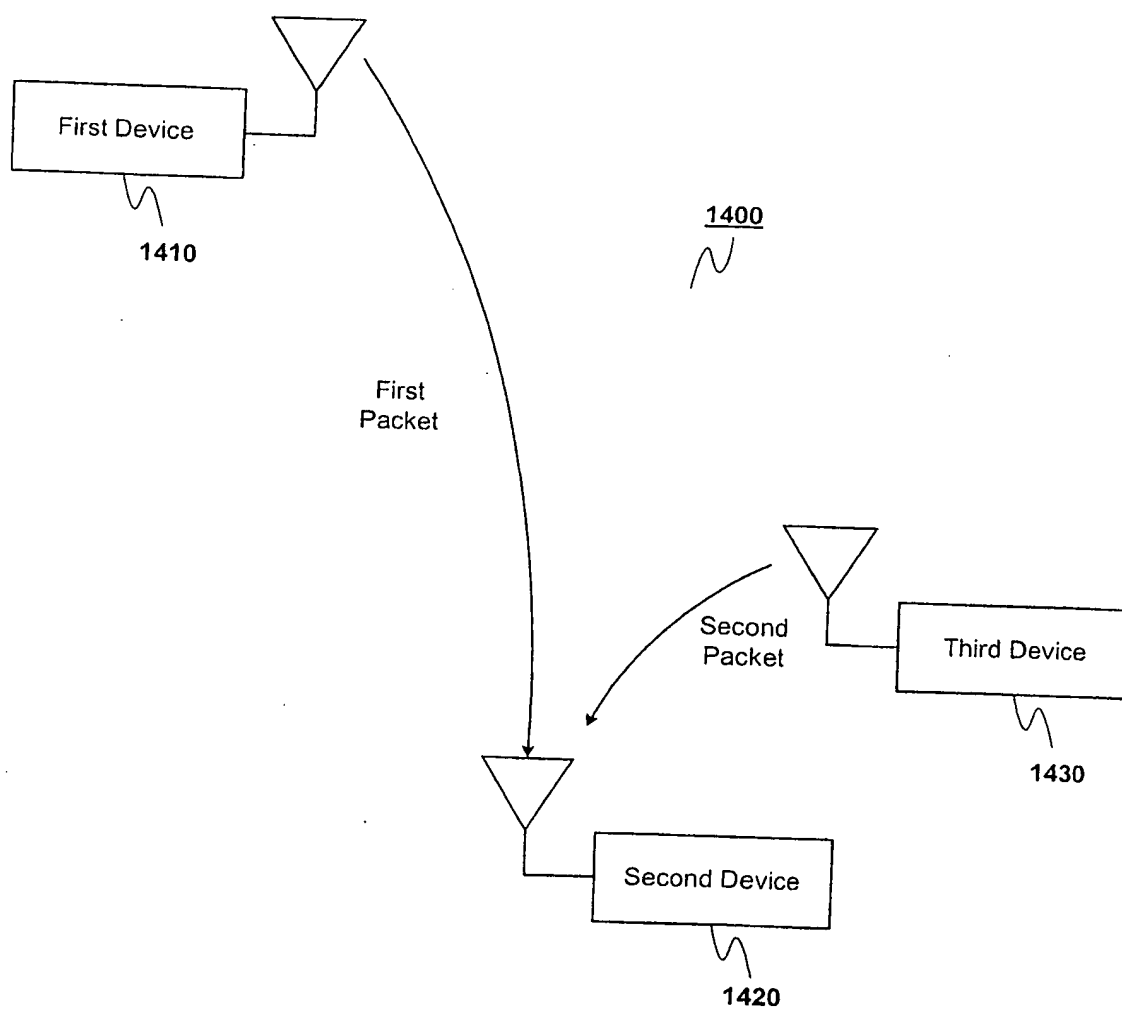 First Device
1410
1400
First
Packet
Second
Packet
Third Device
1430
Second Device
1420